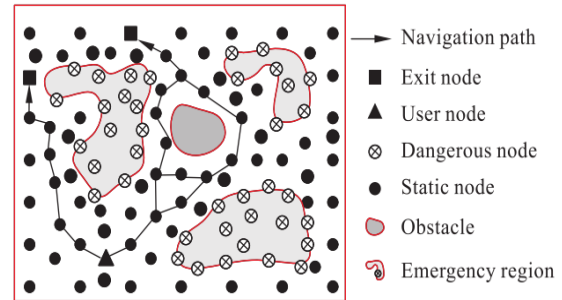 Navigation path
Exit node
User node
Dangerous node
Static node
Obstacle
Emergency region